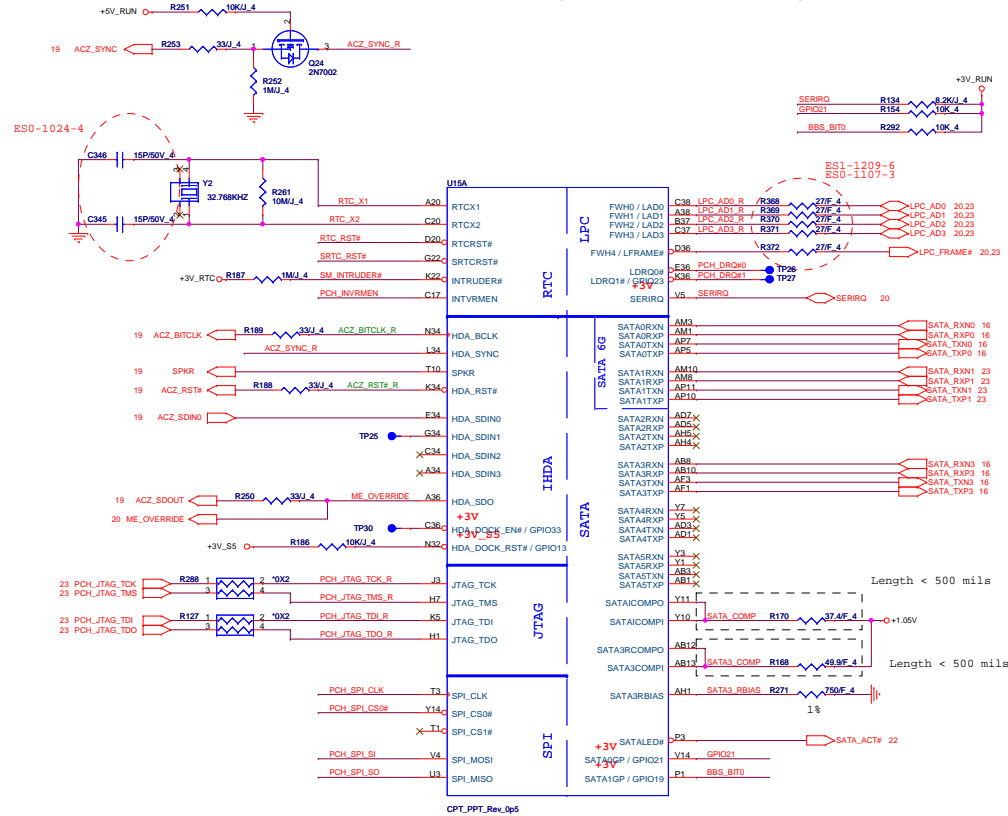 +5V_RUN R251 10K/J_4
2
19 ACZ_SYNC R253 33/J_4 1 3 ACZ_SYNC_R
Q24
2N7002
R252
1M/J_4
+3V_RUN
SERIRQ R134 8.2K/J_4
GPIO21 R154 10K_4
BBS_BIT0 R292 10K_4
ES0-1024-4
C346 15P/50V_4
Y2
32.768KHZ
R261
10M/J_4
C345 15P/50V_4
ES1-1209-6
ES0-1107-3
U15A
RTC_X1 A20 RTCX1
RTC_X2 C20 RTCX2
RTC_RST# D20 RTCRST#
SRTC_RST# G22 SRTCRST#
+3V_RTC R187 1M/J_4 SM_INTRUDER# K22 INTRUDER#
PCH_INVRMEN C17 INTVRMEN
RTC
LPC
FWH0 / LAD0 C38 LPC_AD0_R R368 27/F_4 LPC_AD0 20,23
FWH1 / LAD1 A38 LPC_AD1_R R369 27/F_4 LPC_AD1 20,23
FWH2 / LAD2 B37 LPC_AD2_R R370 27/F_4 LPC_AD2 20,23
FWH3 / LAD3 C37 LPC_AD3_R R371 27/F_4 LPC_AD3 20,23
FWH4 / LFRAME# D36 R372 27/F_4 LPC_FRAME# 20,23
LDRQ0# E36 PCH_DRQ#0 TP26
LDRQ1# / GPIO23 K36 PCH_DRQ#1 TP27
+3V
SERIRQ V5 SERIRQ SERIRQ 20
19 ACZ_BITCLK R189 33/J_4 ACZ_BITCLK_R N34 HDA_BCLK
ACZ_SYNC_R L34 HDA_SYNC
19 SPKR T10 SPKR
19 ACZ_RST# R188 33/J_4 ACZ_RST#_R K34 HDA_RST#
19 ACZ_SDIN0 E34 HDA_SDIN0
TP25 G34 HDA_SDIN1
C34 HDA_SDIN2
A34 HDA_SDIN3
19 ACZ_SDOUT R250 33/J_4 ME_OVERRIDE A36 HDA_SDO
20 ME_OVERRIDE
+3V
TP30 C36 HDA_DOCK_EN# / GPIO33
+3V_S5
+3V_S5 R186 10K/J_4 N32 HDA_DOCK_RST# / GPIO13
IHDA
SATA 6G
SATA
SATA0RXN AM3 SATA_RXN0 16
SATA0RXP AM1 SATA_RXP0 16
SATA0TXN AP7 SATA_TXN0 16
SATA0TXP AP5 SATA_TXP0 16
SATA1RXN AM10 SATA_RXN1 23
SATA1RXP AM8 SATA_RXP1 23
SATA1TXN AP11 SATA_TXN1 23
SATA1TXP AP10 SATA_TXP1 23
SATA2RXN AD7
SATA2RXP AD5
SATA2TXN AH5
SATA2TXP AH4
SATA3RXN AB8 SATA_RXN3 16
SATA3RXP AB10 SATA_RXP3 16
SATA3TXN AF3 SATA_TXN3 16
SATA3TXP AF1 SATA_TXP3 16
SATA4RXN Y7
SATA4RXP Y5
SATA4TXN AD3
SATA4TXP AD1
SATA5RXN Y3
SATA5RXP Y1
SATA5TXN AB3
SATA5TXP AB1
Length < 500 mils
SATAICOMPO Y11
SATAICOMPI Y10 SATA_COMP R170 37.4/F_4 +1.05V
SATA3RCOMPO AB12
SATA3COMPI AB13 SATA3_COMP R168 49.9/F_4
Length < 500 mils
SATA3RBIAS AH1 SATA3_RBIAS R271 750/F_4
1%
23 PCH_JTAG_TCK R288 1 2 *0X2 PCH_JTAG_TCK_R J3 JTAG_TCK
23 PCH_JTAG_TMS 3 4 PCH_JTAG_TMS_R H7 JTAG_TMS
23 PCH_JTAG_TDI R127 1 2 *0X2 PCH_JTAG_TDI_R K5 JTAG_TDI
23 PCH_JTAG_TDO 3 4 PCH_JTAG_TDO_R H1 JTAG_TDO
JTAG
PCH_SPI_CLK T3 SPI_CLK
PCH_SPI_CS0# Y14 SPI_CS0#
T1 SPI_CS1#
PCH_SPI_SI V4 SPI_MOSI
PCH_SPI_SO U3 SPI_MISO
SPI
SATALED# P3 SATA_ACT# 22
+3V
SATA0GP / GPIO21 V14 GPIO21
+3V
SATA1GP / GPIO19 P1 BBS_BIT0
CPT_PPT_Rev_0p5